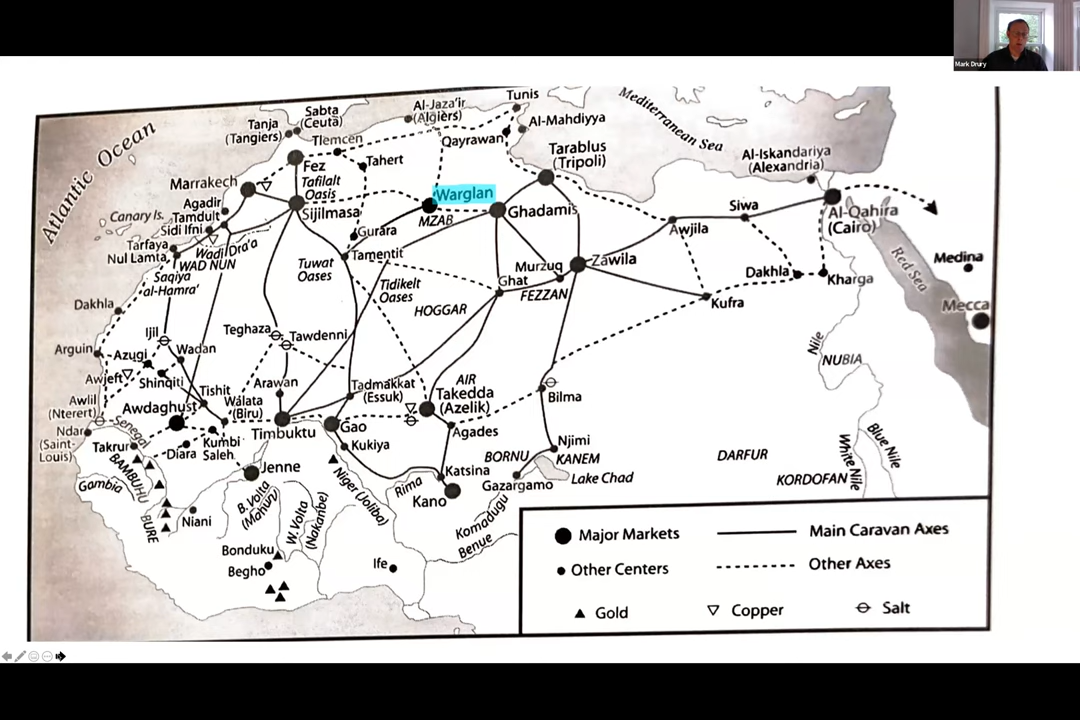 Mark Drury
Atlantic Ocean
Mediterranean Sea
Tunis
Sabta
(Ceuta)
Al-Jaza'ir
(Algiers)
Tanja
(Tangiers)
Al-Mahdiyya
Tlemcen
Qayrawan
Tarablus
(Tripoli)
Al-Iskandariya
(Alexandria)
Fez
Tahert
Tafilalt
Oasis
Marrakech
Warglan
Siwa
Agadir
Canary Is.
Tamdult
Sijilmasa
MZAB
Ghadamis
Al-Qahira
(Cairo)
Sidi Ifni
Gurara
Awjila
Tarfaya
Wadi Dra'a
Nul Lamta
WAD NUN
Tamentit
Zawila
Murzuq
Medina
Red Sea
Saqiya
al-Hamra'
Tuwat
Oases
Tidikelt
Oases
Ghat
FEZZAN
Dakhla
Kharga
HOGGAR
Kufra
Mecca
Dakhla
Ijil
Teghaza
Tawdenni
Nile
NUBIA
Arguin
Azugi
Wadan
Awjeft
Shinqiti
Tishit
Arawan
Tadmakkat
(Essuk)
AIR
Takedda
(Azelik)
Bilma
Awlil
(Nterert)
Awdaghust
Walata
(Biru)
Timbuktu
Gao
Agades
Ndar
(Saint-
Louis)
Senegal
Takrur
Kumbi
Saleh
Diara
Kukiya
Njimi
Blue Nile
White Nile
BAMBUHU
Jenne
Katsina
BORNU
KANEM
DARFUR
Gambia
Rima
Gazargamo
Lake Chad
KORDOFAN
BURE
Niani
B. Volta
(Mahun)
W. Volta
(Nakanbe)
Niger (Joliba)
Kano
Komadugu
Benue
Bonduku
Begho
Ife
Major Markets
Main Caravan Axes
Other Centers
Other Axes
Gold
Copper
Salt